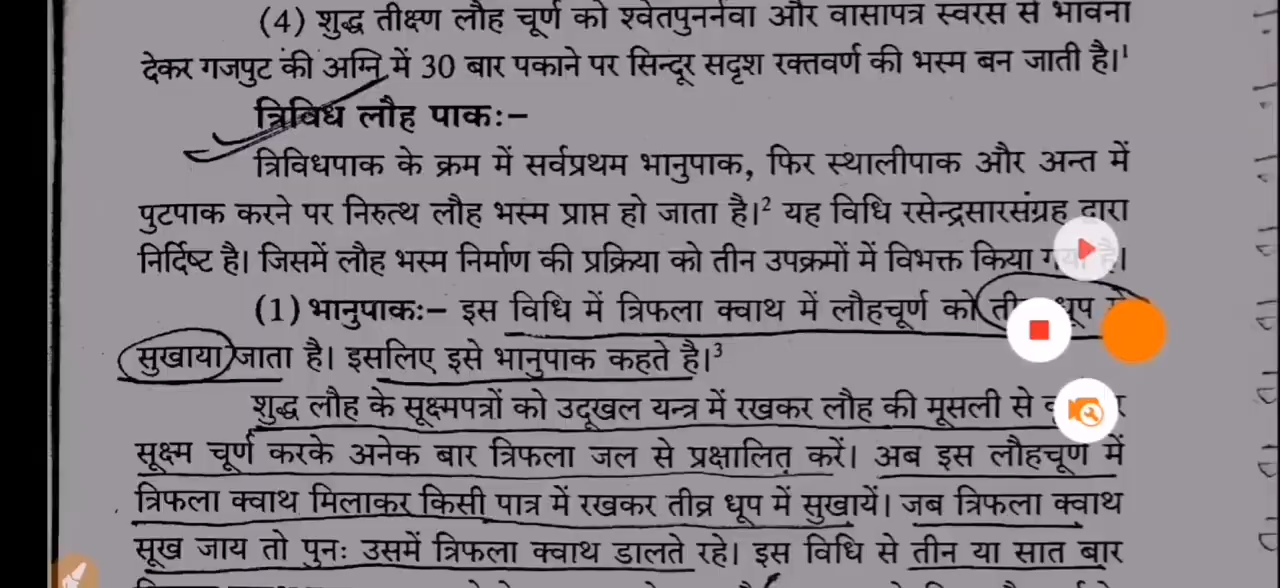 (4) शुद्ध तीक्ष्ण लौह चूर्ण को श्वेतपुनर्नवा और वासापत्र स्वरस से भावना
देकर गजपुट की अग्नि में 30 बार पकाने पर सिन्दूर सदृश रक्तवर्ण की भस्म बन जाती है।¹
त्रिविध लौह पाकः-
त्रिविधपाक के क्रम में सर्वप्रथम भानुपाक, फिर स्थालीपाक और अन्त में
पुटपाक करने पर निरुत्थ लौह भस्म प्राप्त हो जाता है।² यह विधि रसेन्द्रसारसंग्रह द्वारा
निर्दिष्ट है। जिसमें लौह भस्म निर्माण की प्रक्रिया को तीन उपक्रमों में विभक्त किया है।
(1) भानुपाकः- इस विधि में त्रिफला क्वाथ में लौहचूर्ण को धूप में
सुखाया जाता है। इसलिए इसे भानुपाक कहते है।³
शुद्ध लौह के सूक्ष्मपत्रों को उदूखल यन्त्र में रखकर लौह की मूसली से
सूक्ष्म चूर्ण करके अनेक बार त्रिफला जल से प्रक्षालित करें। अब इस लौहचूर्ण में
त्रिफला क्वाथ मिलाकर किसी पात्र में रखकर तीव्र धूप में सुखायें। जब त्रिफला क्वाथ
सूख जाय तो पुनः उसमें त्रिफला क्वाथ डालते रहे। इस विधि से तीन या सात बार